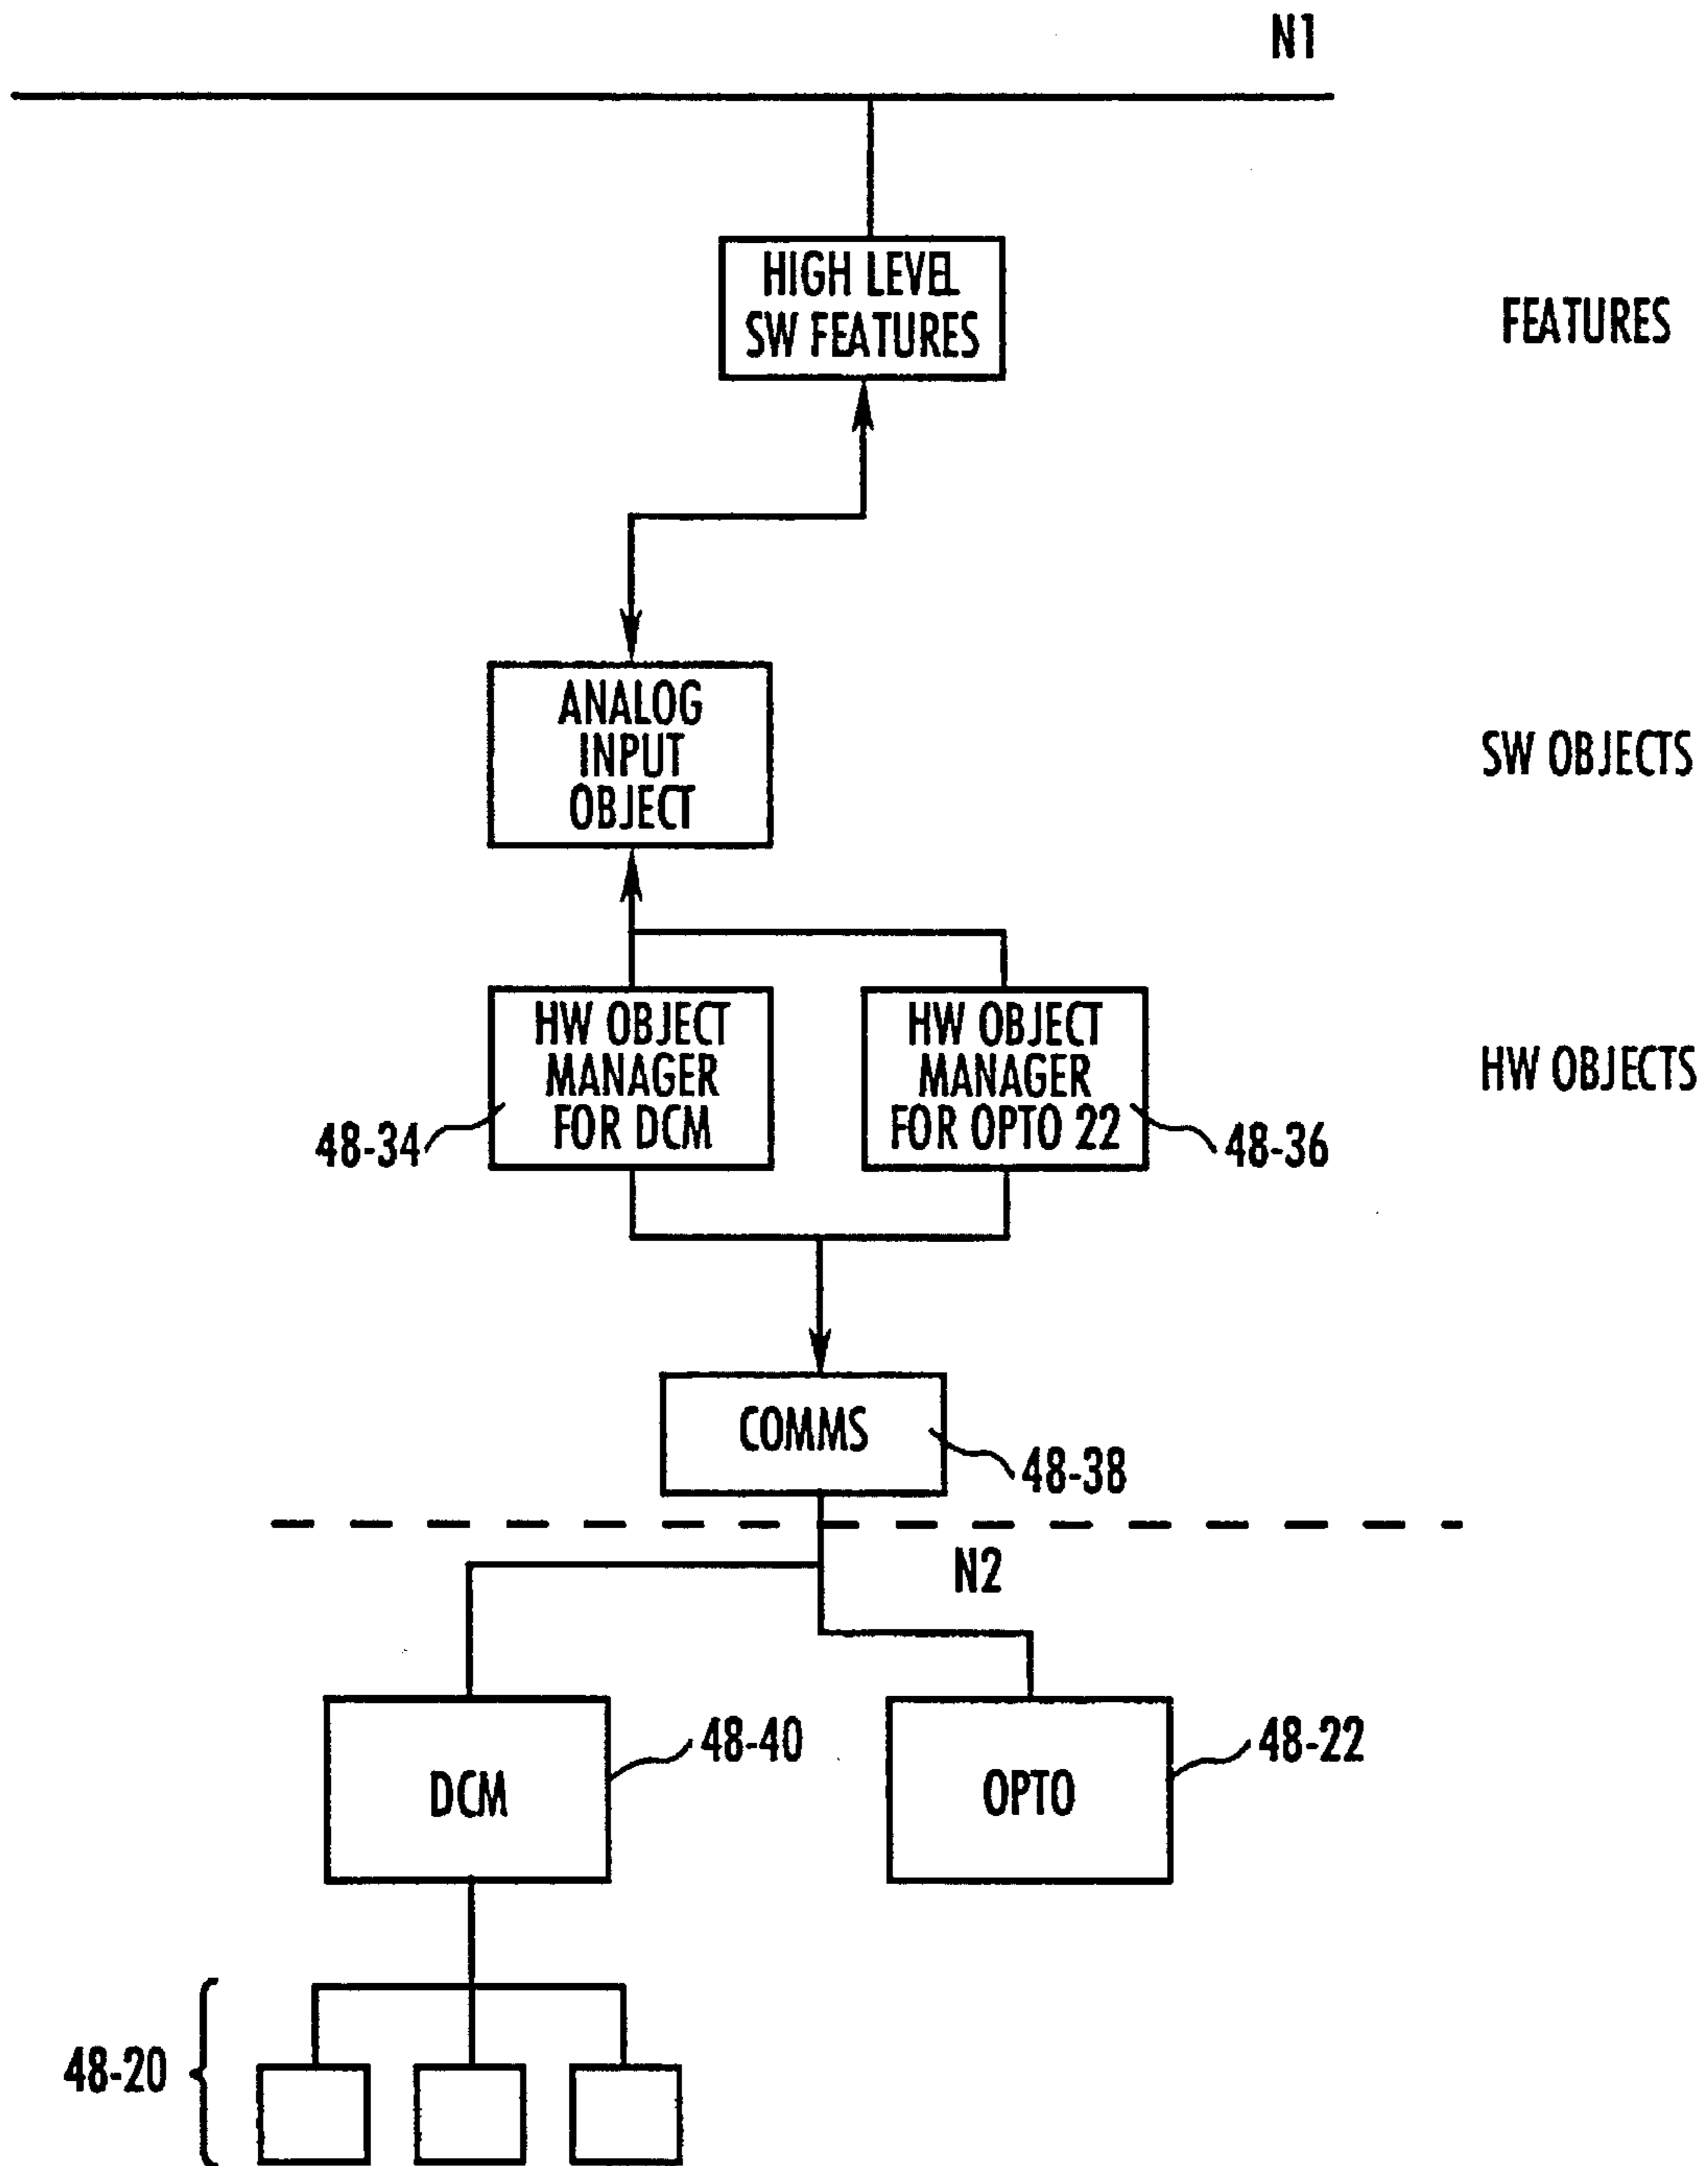 N1
HIGH LEVEL
SW FEATURES
FEATURES
ANALOG
INPUT
OBJECT
SW OBJECTS
HW OBJECT
MANAGER
FOR DCM
HW OBJECT
MANAGER
FOR OPTO 22
HW OBJECTS
48-34
48-36
COMMS
48-38
N2
DCM
48-40
OPTO
48-22
48-20